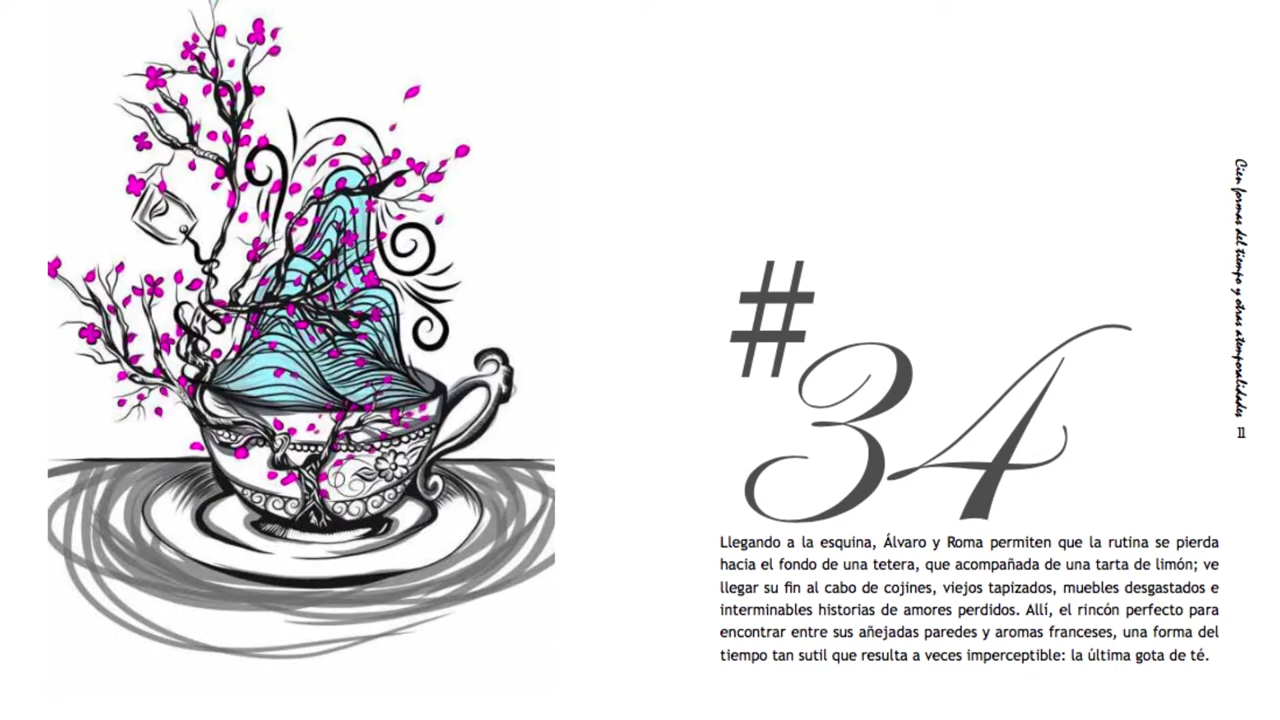 #34
Llegando a la esquina, Álvaro y Roma permiten que la rutina se pierda
hacia el fondo de una tetera, que acompañada de una tarta de limón; ve
llegar su fin al cabo de cojines, viejos tapizados, muebles desgastados e
interminables historias de amores perdidos. Allí, el rincón perfecto para
encontrar entre sus añejadas paredes y aromas franceses, una forma del
tiempo tan sutil que resulta a veces imperceptible: la última gota de té.
Cien formas del tiempo y otras atemporalidades 11